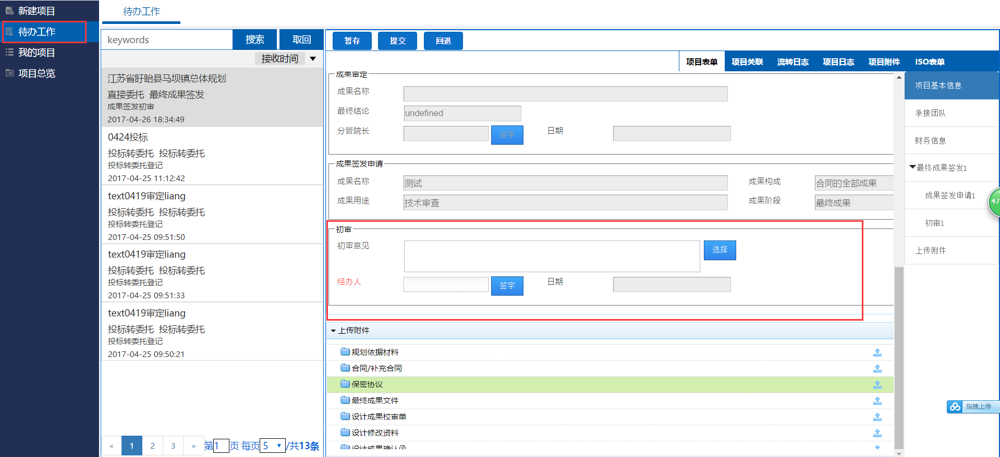 新建项目
待办工作
我的项目
项目总览
待办工作
keywords
搜索
取回
接收时间
江苏省盱眙县马坝镇总体规划
直接委托 最终成果签发
成果签发初审
2017-04-26 18:34:49
0424投标
投标转委托 投标转委托
投标转委托登记
2017-04-25 11:12:42
text0419审定liang
投标转委托 投标转委托
投标转委托登记
2017-04-25 09:51:50
text0419审定liang
投标转委托 投标转委托
投标转委托登记
2017-04-25 09:51:33
text0419审定liang
投标转委托 投标转委托
投标转委托登记
2017-04-25 09:50:21
« 1 2 3 » 第1页 每页5/共13条
暂存 提交 回退
项目表单 项目关联 流转日志 项目日志 项目附件 ISO表单
成果审定
成果名称
最终结论 undefined
分管院长 签字 日期
成果签发申请
成果名称 测试 成果构成 合同的全部成果
成果用途 技术审查 成果阶段 最终成果
初审
初审意见 选择
经办人 签字 日期
上传附件
规划依据材料
合同/补充合同
保密协议
最终成果文件
设计成果校审单
设计修改资料
设计成果确认函
项目基本信息
承接团队
财务信息
最终成果签发1
成果签发申请1
初审1
上传附件
47
拖拽上传